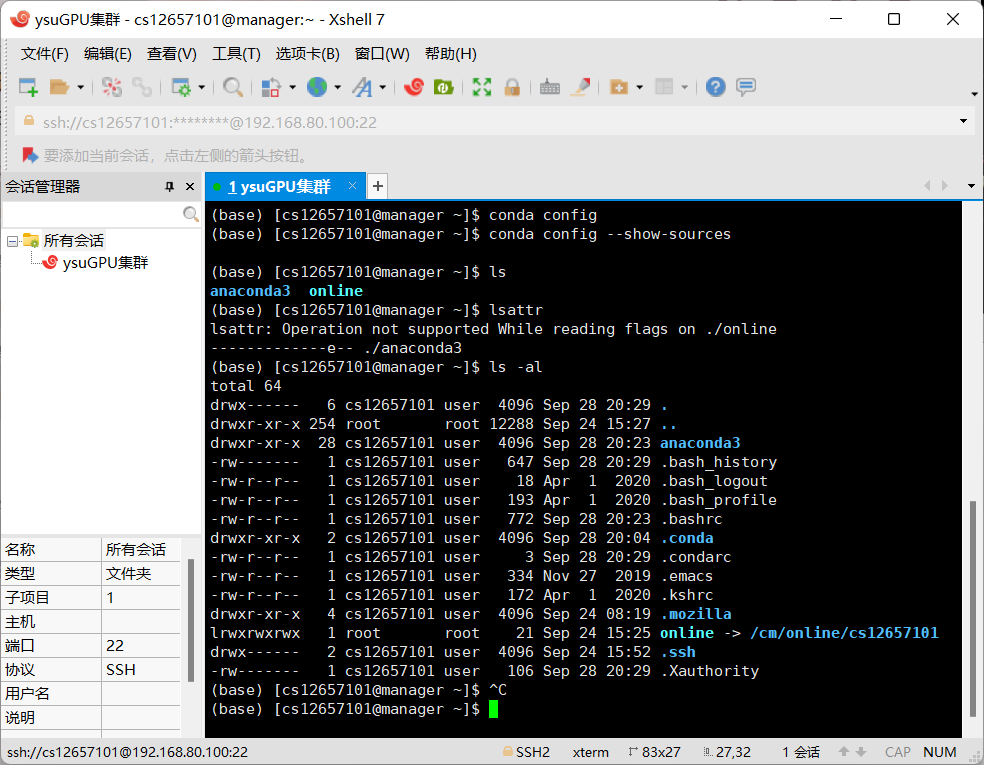 ysuGPU集群 - cs12657101@manager:~ - Xshell 7
文件(F) 编辑(E) 查看(V) 工具(T) 选项卡(B) 窗口(W) 帮助(H)
ssh://cs12657101:********@192.168.80.100:22
要添加当前会话，点击左侧的箭头按钮。
会话管理器
1 ysuGPU集群
所有会话
ysuGPU集群
(base) [cs12657101@manager ~]$ conda config
(base) [cs12657101@manager ~]$ conda config --show-sources
(base) [cs12657101@manager ~]$ ls
anaconda3  online
(base) [cs12657101@manager ~]$ lsattr
lsattr: Operation not supported While reading flags on ./online
-------------e-- ./anaconda3
(base) [cs12657101@manager ~]$ ls -al
total 64
drwx------   6 cs12657101 user  4096 Sep 28 20:29 .
drwxr-xr-x 254 root       root 12288 Sep 24 15:27 ..
drwxr-xr-x  28 cs12657101 user  4096 Sep 28 20:23 anaconda3
-rw-------   1 cs12657101 user   647 Sep 28 20:29 .bash_history
-rw-r--r--   1 cs12657101 user    18 Apr  1  2020 .bash_logout
-rw-r--r--   1 cs12657101 user   193 Apr  1  2020 .bash_profile
-rw-r--r--   1 cs12657101 user   772 Sep 28 20:23 .bashrc
drwxr-xr-x   2 cs12657101 user  4096 Sep 28 20:04 .conda
-rw-r--r--   1 cs12657101 user     3 Sep 28 20:29 .condarc
-rw-r--r--   1 cs12657101 user   334 Nov 27  2019 .emacs
-rw-r--r--   1 cs12657101 user   172 Apr  1  2020 .kshrc
drwxr-xr-x   4 cs12657101 user  4096 Sep 24 08:19 .mozilla
lrwxrwxrwx   1 root       root    21 Sep 24 15:25 online -> /cm/online/cs12657101
drwx------   2 cs12657101 user  4096 Sep 24 15:52 .ssh
-rw-------   1 cs12657101 user   106 Sep 28 20:29 .Xauthority
(base) [cs12657101@manager ~]$ ^C
(base) [cs12657101@manager ~]$
名称 所有会话
类型 文件夹
子项目 1
主机
端口 22
协议 SSH
用户名
说明
ssh://cs12657101@192.168.80.100:22 SSH2 xterm 83x27 27,32 1 会话 CAP NUM